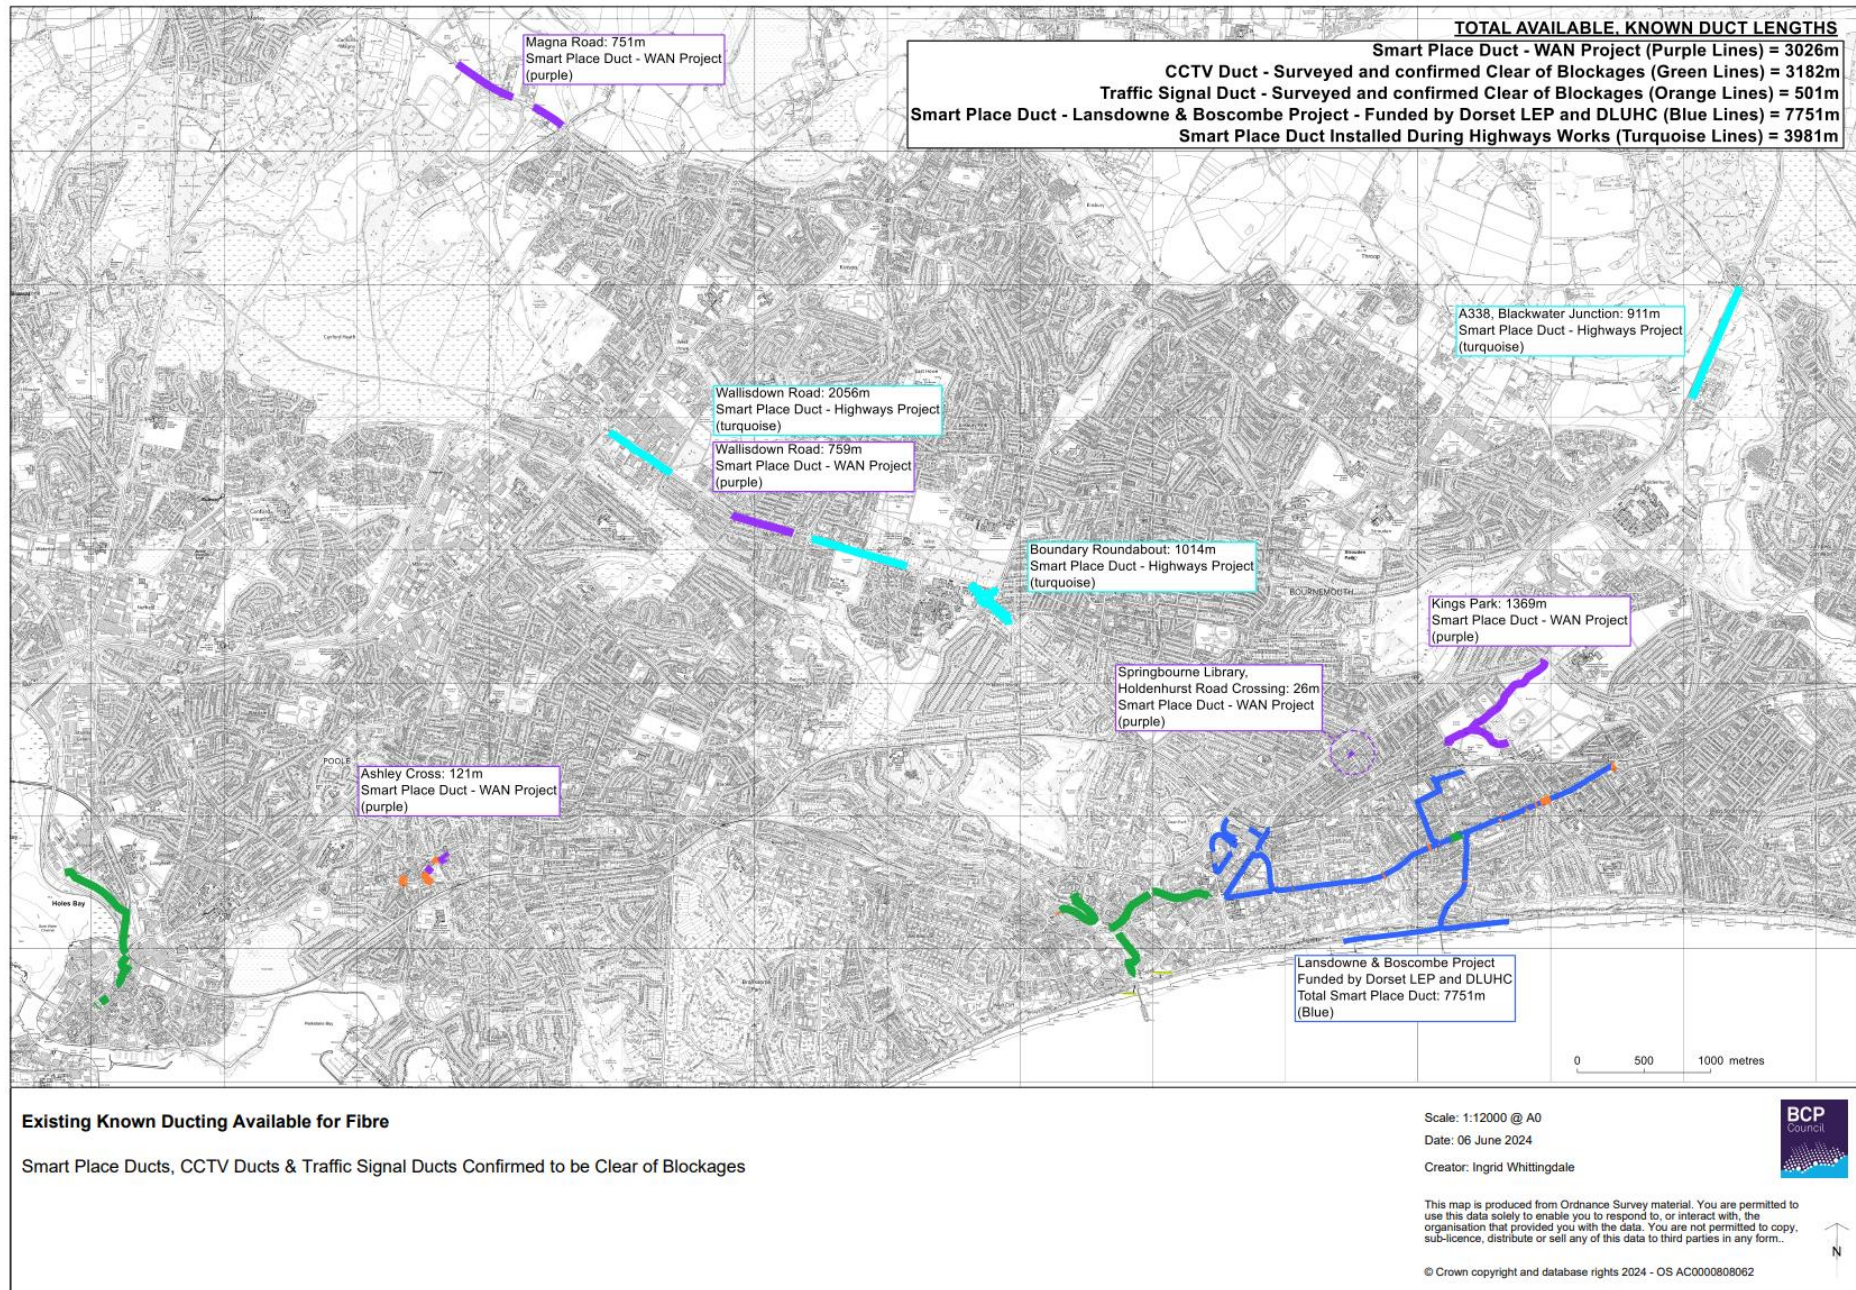 TOTAL AVAILABLE, KNOWN DUCT LENGTHS
Smart Place Duct - WAN Project (Purple Lines) = 3026m
CCTV Duct - Surveyed and confirmed Clear of Blockages (Green Lines) = 3182m
Traffic Signal Duct - Surveyed and confirmed Clear of Blockages (Orange Lines) = 501m
Smart Place Duct - Lansdowne & Boscombe Project - Funded by Dorset LEP and DLUHC (Blue Lines) = 7751m
Smart Place Duct Installed During Highways Works (Turquoise Lines) = 3981m
Magna Road: 751m
Smart Place Duct - WAN Project
(purple)
A338, Blackwater Junction: 911m
Smart Place Duct - Highways Project
(turquoise)
Canford Heath
Wallisdown Road: 2056m
Smart Place Duct - Highways Project
(turquoise)
Wallisdown Road: 759m
Smart Place Duct - WAN Project
(purple)
Boundary Roundabout: 1014m
Smart Place Duct - Highways Project
(turquoise)
BOURNEMOUTH
Kings Park: 1369m
Smart Place Duct - WAN Project
(purple)
Springbourne Library,
Holdenhurst Road Crossing: 26m
Smart Place Duct - WAN Project
(purple)
POOLE
Ashley Cross: 121m
Smart Place Duct - WAN Project
(purple)
Holes Bay
Lansdowne & Boscombe Project
Funded by Dorset LEP and DLUHC
Total Smart Place Duct: 7751m
(Blue)
0 500 1000 metres
Existing Known Ducting Available for Fibre
Smart Place Ducts, CCTV Ducts & Traffic Signal Ducts Confirmed to be Clear of Blockages
Scale: 1:12000 @ A0
Date: 06 June 2024
Creator: Ingrid Whittingdale
BCP
Council
This map is produced from Ordnance Survey material. You are permitted to
use this data solely to enable you to respond to, or interact with, the
organisation that provided you with the data. You are not permitted to copy,
sub-licence, distribute or sell any of this data to third parties in any form..
N
© Crown copyright and database rights 2024 - OS AC0000808062